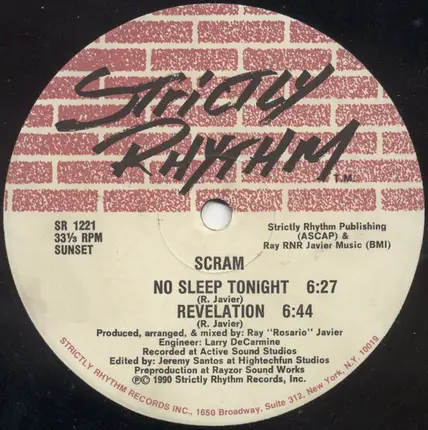 STRICTLY
RHYTHM
T.M.
SR 1221
33⅓ RPM
SUNSET
Strictly Rhythm Publishing
(ASCAP) &
Ray RNR Javier Music (BMI)
SCRAM
NO SLEEP TONIGHT 6:27
(R. Javier)
REVELATION 6:44
(R. Javier)
Produced, arranged, & mixed by: Ray "Rosario" Javier
Engineer: Larry DeCarmine
Recorded at Active Sound Studios
Edited by: Jeremy Santos at Hightechfun Studios
Preproduction at Rayzor Sound Works
℗© 1990 Strictly Rhythm Records, Inc.
STRICTLY RHYTHM RECORDS INC., 1650 Broadway, Suite 312, New York, N.Y. 10019